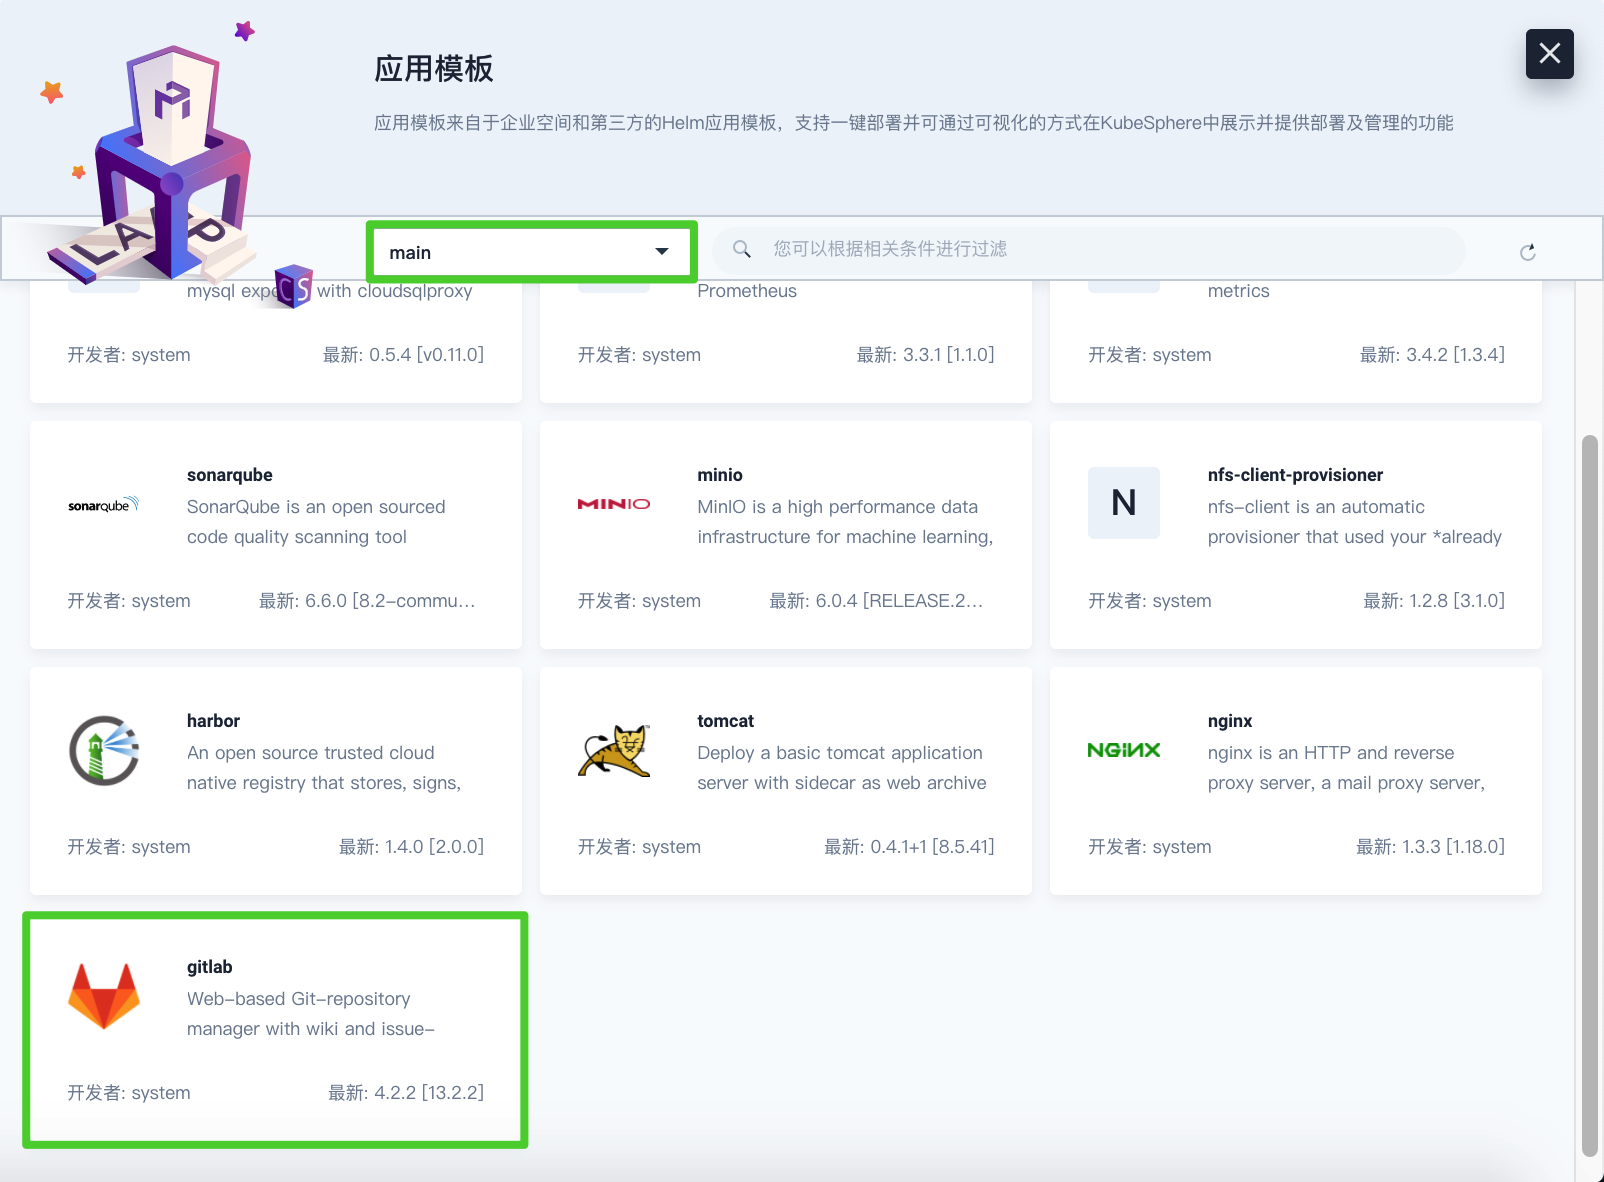 应用模板
应用模板来自于企业空间和第三方的Helm应用模板，支持一键部署并可通过可视化的方式在KubeSphere中展示并提供部署及管理的功能
LAPP
CS
main
您可以根据相关条件进行过滤
with cloudsqlproxy
开发者: system
最新: 0.5.4 [v0.11.0]
Prometheus
开发者: system
最新: 3.3.1 [1.1.0]
metrics
开发者: system
最新: 3.4.2 [1.3.4]
sonarqube
sonarqube
SonarQube is an open sourced
code quality scanning tool
开发者: system
最新: 6.6.0 [8.2-commu...
MINIO
minio
MinIO is a high performance data
infrastructure for machine learning,
开发者: system
最新: 6.0.4 [RELEASE.2...
N
nfs-client-provisioner
nfs-client is an automatic
provisioner that used your *already
开发者: system
最新: 1.2.8 [3.1.0]
harbor
An open source trusted cloud
native registry that stores, signs,
开发者: system
最新: 1.4.0 [2.0.0]
tomcat
Deploy a basic tomcat application
server with sidecar as web archive
开发者: system
最新: 0.4.1+1 [8.5.41]
NGINX
nginx
nginx is an HTTP and reverse
proxy server, a mail proxy server,
开发者: system
最新: 1.3.3 [1.18.0]
gitlab
Web-based Git-repository
manager with wiki and issue-
开发者: system
最新: 4.2.2 [13.2.2]